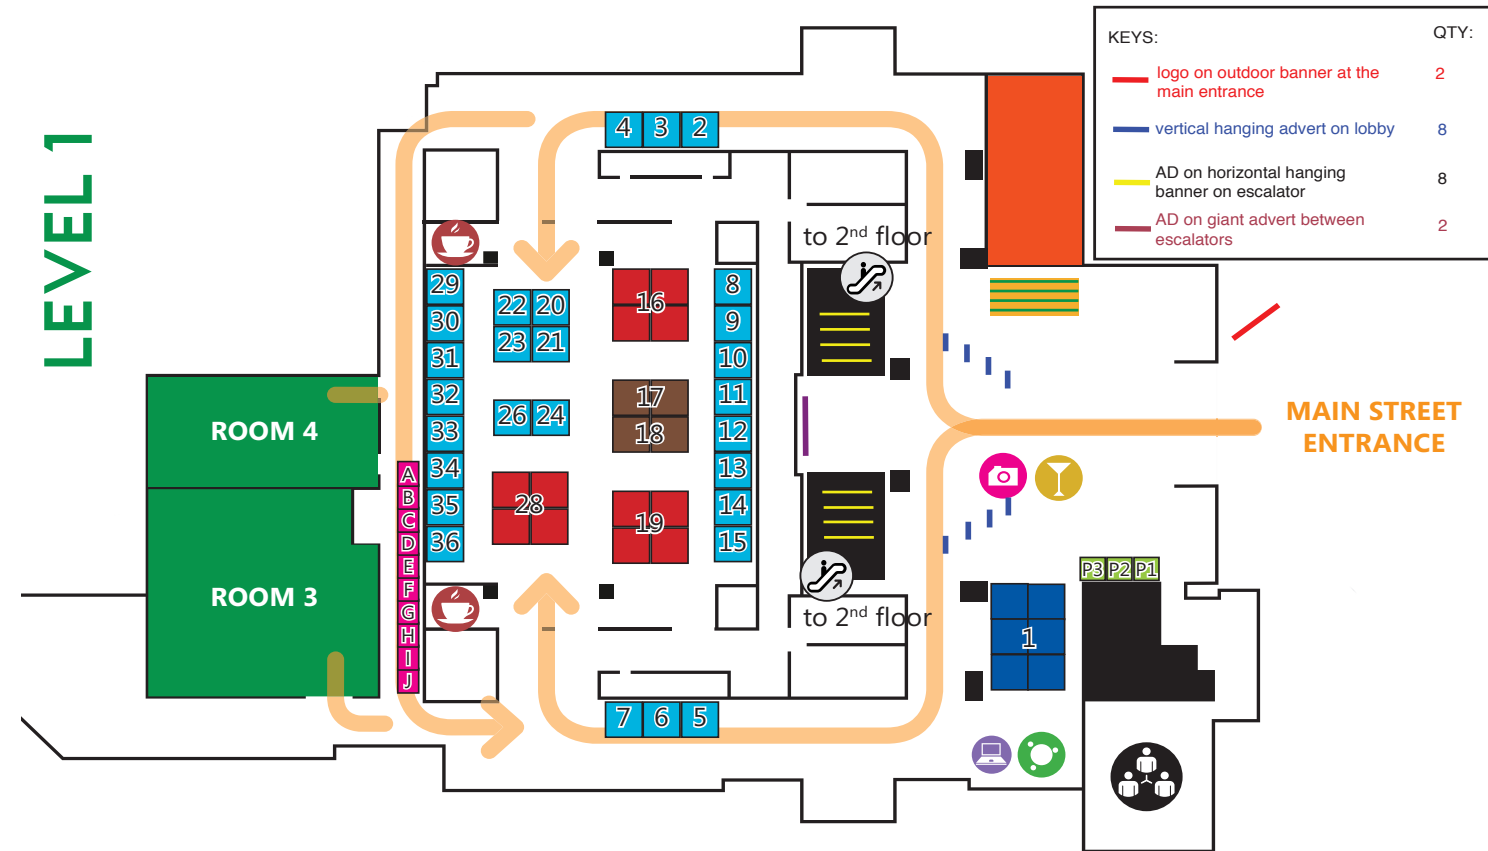 KEYS: QTY:
logo on outdoor banner at the 2
main entrance
vertical hanging advert on lobby 8
AD on horizontal hanging 8
banner on escalator
AD on giant advert between 2
escalators
LEVEL 1
4 3 2
to 2nd floor
29
30
31
32
33
34
35
36
22 20
23 21
26 24
28
16
17
18
19
8
9
10
11
12
13
14
15
MAIN STREET
ENTRANCE
ROOM 4
ROOM 3
A
B
C
D
E
F
G
H
I
J
P3 P2 P1
to 2nd floor
1
7 6 5